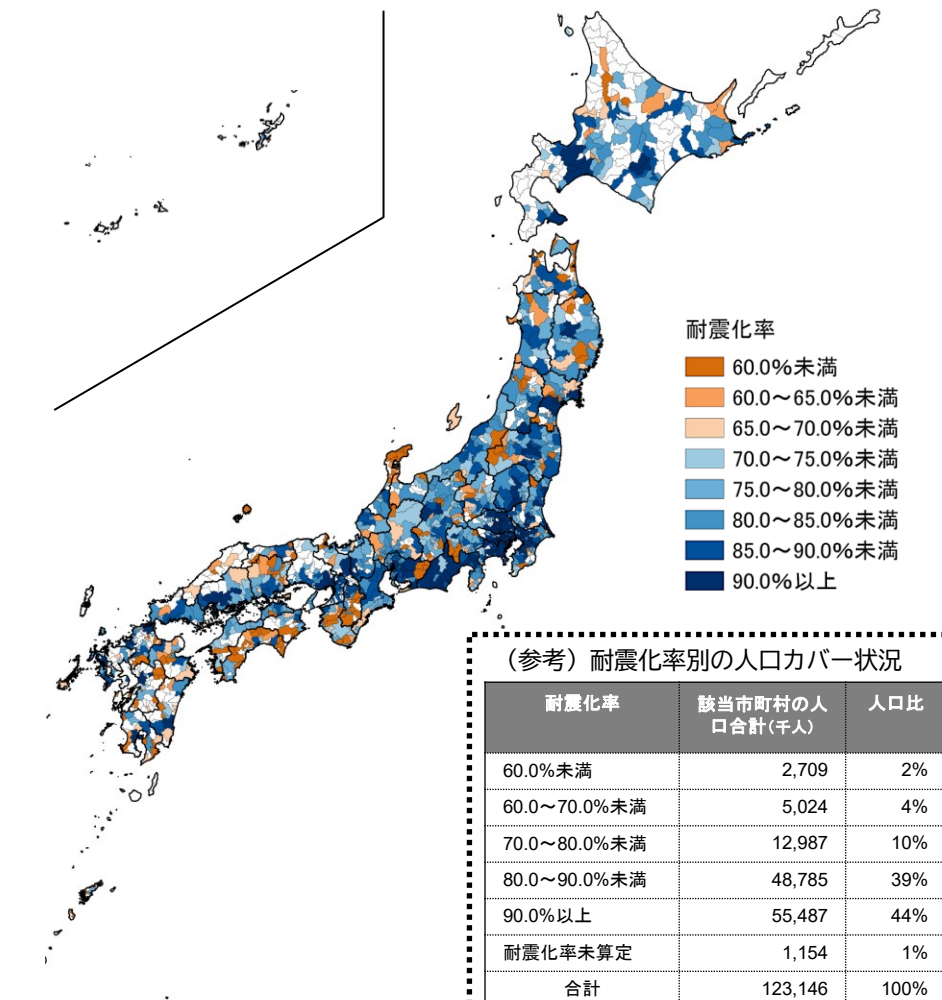 耐震化率
60.0%未満
60.0～65.0%未満
65.0～70.0%未満
70.0～75.0%未満
75.0～80.0%未満
80.0～85.0%未満
85.0～90.0%未満
90.0%以上
（参考）耐震化率別の人口カバー状況
耐震化率 該当市町村の人 人口比
口合計(千人)
60.0%未満 2,709 2%
60.0～70.0%未満 5,024 4%
70.0～80.0%未満 12,987 10%
80.0～90.0%未満 48,785 39%
90.0%以上 55,487 44%
耐震化率未算定 1,154 1%
合計 123,146 100%